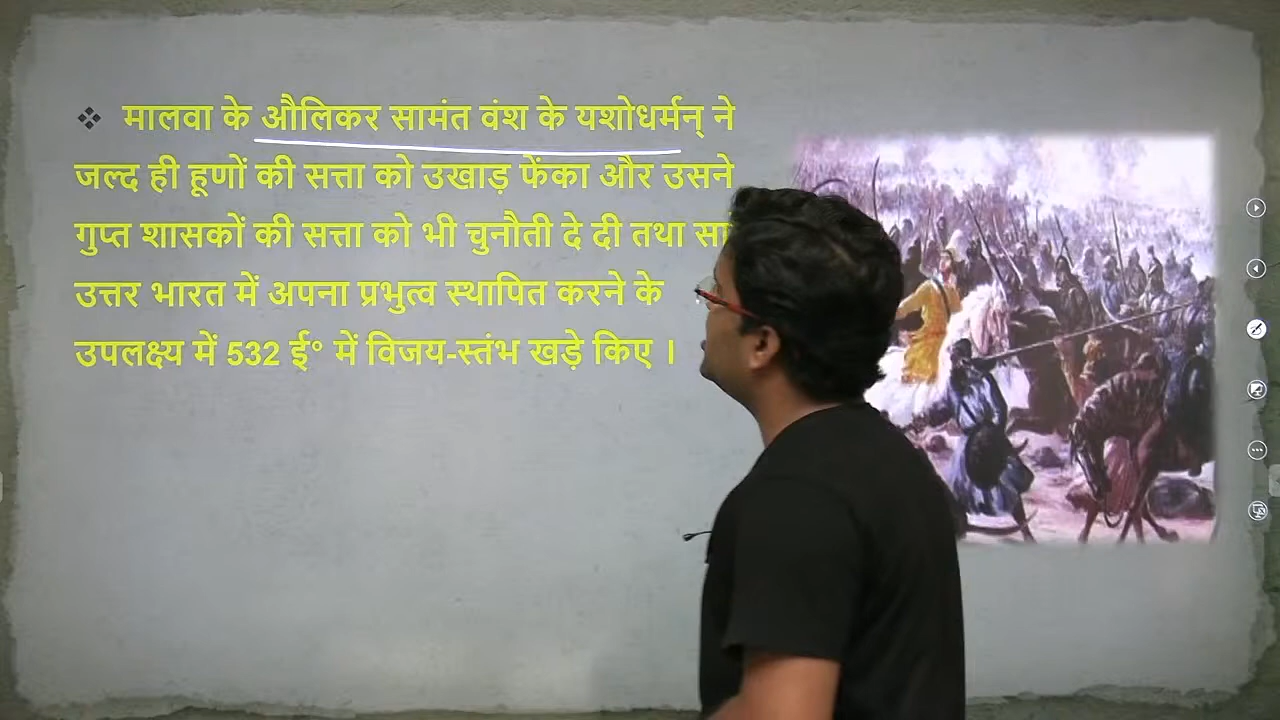 ❖ मालवा के औलिकर सामंत वंश के यशोधर्मन् ने
जल्द ही हूणों की सत्ता को उखाड़ फेंका और उसने
गुप्त शासकों की सत्ता को भी चुनौती दे दी तथा
उत्तर भारत में अपना प्रभुत्व स्थापित करने के
उपलक्ष्य में 532 ई° में विजय-स्तंभ खड़े किए ।